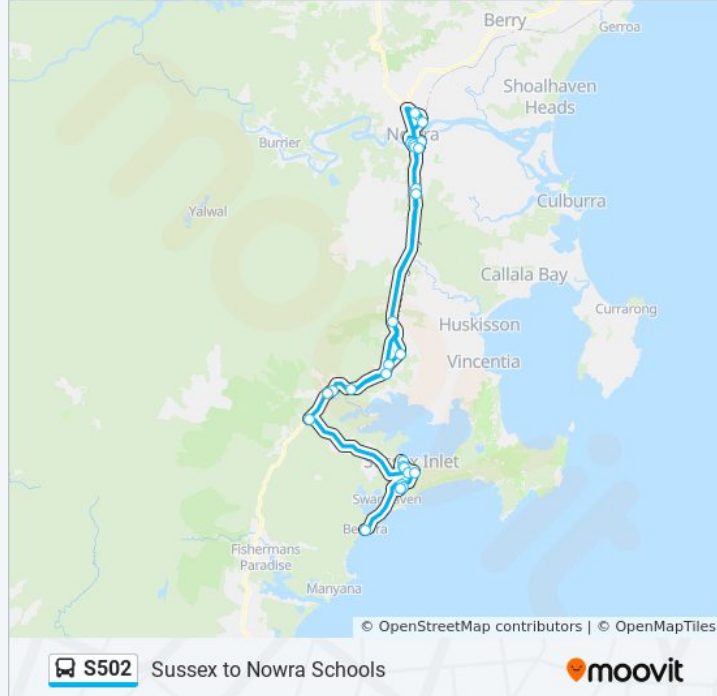 Berry
Gerroa
Shoalhaven
Heads
Nowra
Burrier
Yalwal
Culburra
Callala Bay
Currarong
Huskisson
Vincentia
Sussex Inlet
Swanhaven
Fishermans
Paradise
Manyana
© OpenStreetMap contributors | © OpenMapTiles
S502 Sussex to Nowra Schools
moovit